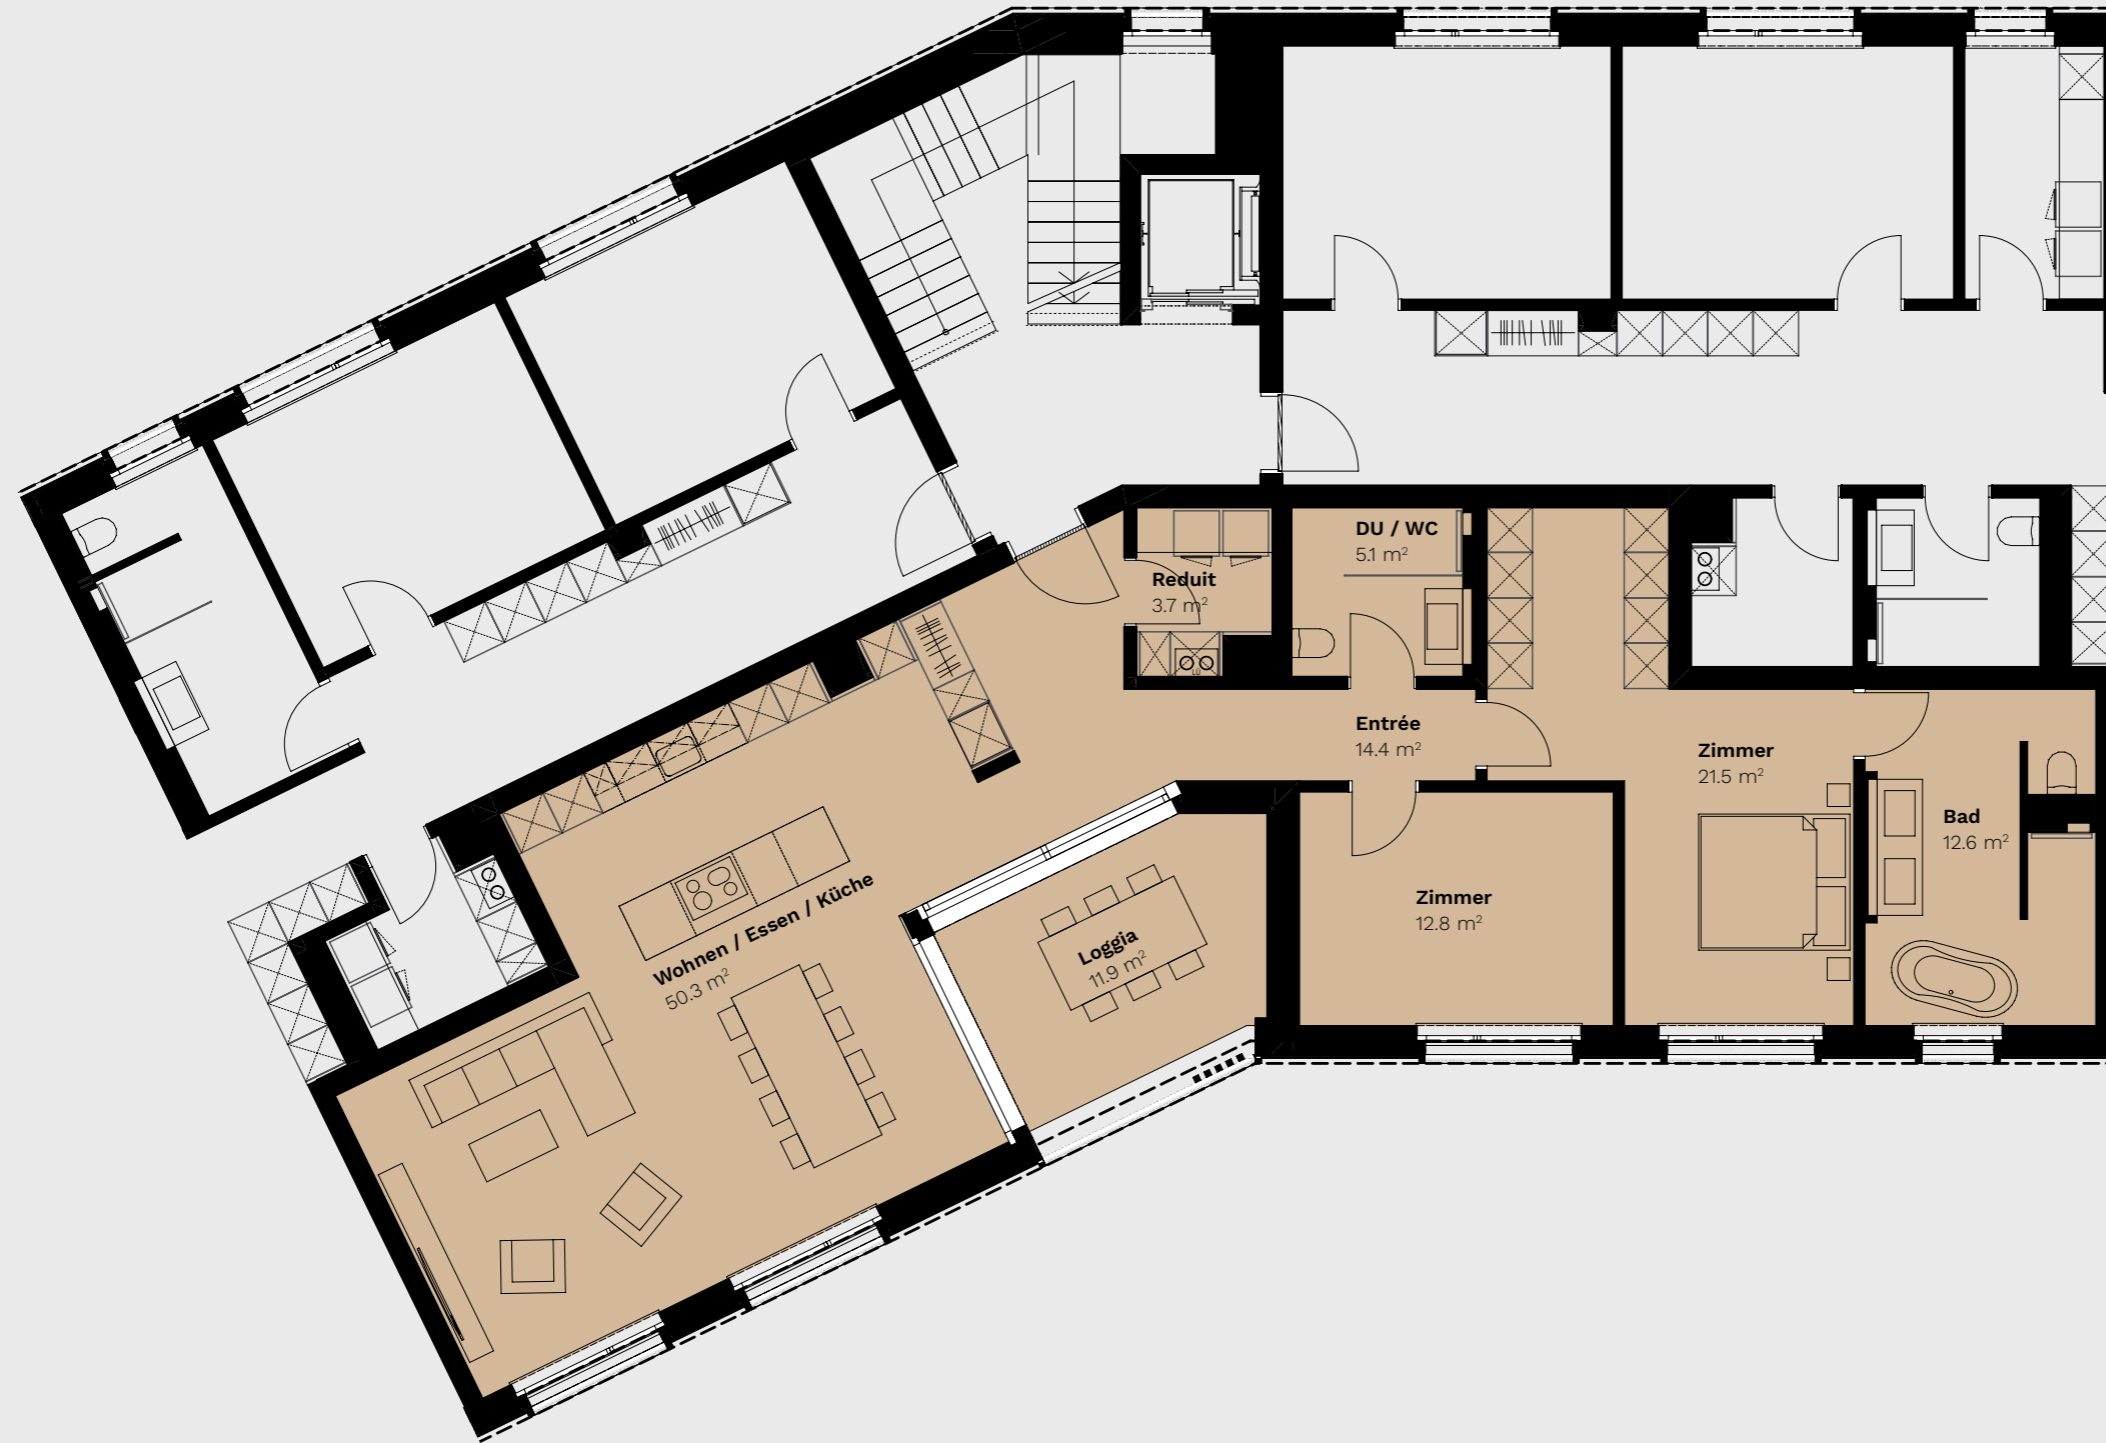 DU / WC
5.1 m²
Reduit
3.7 m²
Entrée
14.4 m²
Zimmer
21.5 m²
Bad
12.6 m²
Zimmer
12.8 m²
Loggia
11.9 m²
Wohnen / Essen / Küche
50.3 m²